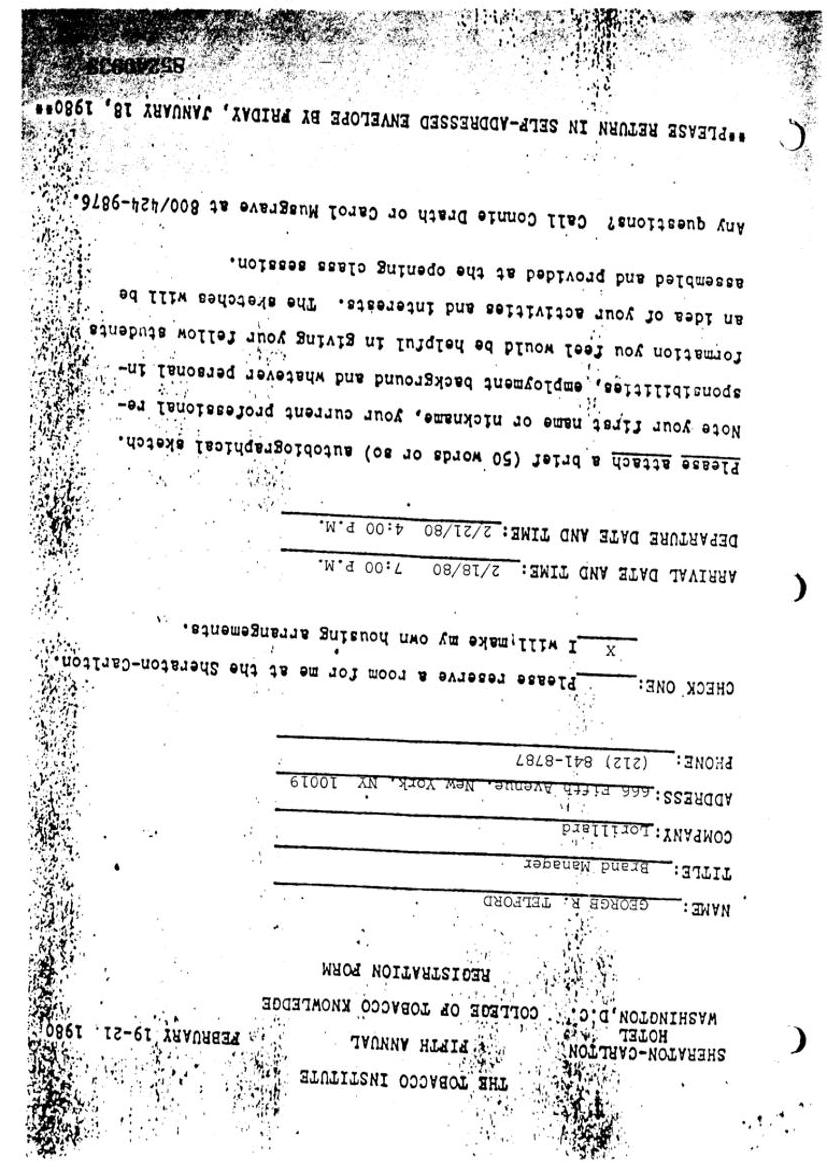 THE TOBACCO INSTITUTE
SHERATON-CARLTON
HOTEL
WASHINGTON, D.C.
FIFTH ANNUAL
FEBRUARY 19-21, 1980
COLLEGE OF TOBACCO KNOWLEDGE
REGISTRATION FORM
NAME: GEORGE R. TELFORD
TITLE: Brand Manager
COMPANY: Lorillard
ADDRESS: 666 Fifth Avenue, New York, NY 10019
PHONE: (212) 841-8787
CHECK ONE: Please reserve a room for me at the Sheraton-Carlton.
X I will make my own housing arrangements.
ARRIVAL DATE AND TIME: 2/18/80 7:00 P.M.
DEPARTURE DATE AND TIME: 2/21/80 4:00 P.M.
Please attach a brief (50 words or so) autobiographical sketch.
Note your first name or nickname, your current professional re-
sponsibilities, employment background and whatever personal in-
formation you feel would be helpful in giving your fellow students
an idea of your activities and interests. The sketches will be
assembled and provided at the opening class session.
Any questions? Call Connie Drath or Carol Musgrave at 800/424-9876.
**PLEASE RETURN IN SELF-ADDRESSED ENVELOPE BY FRIDAY, JANUARY 18, 1980**